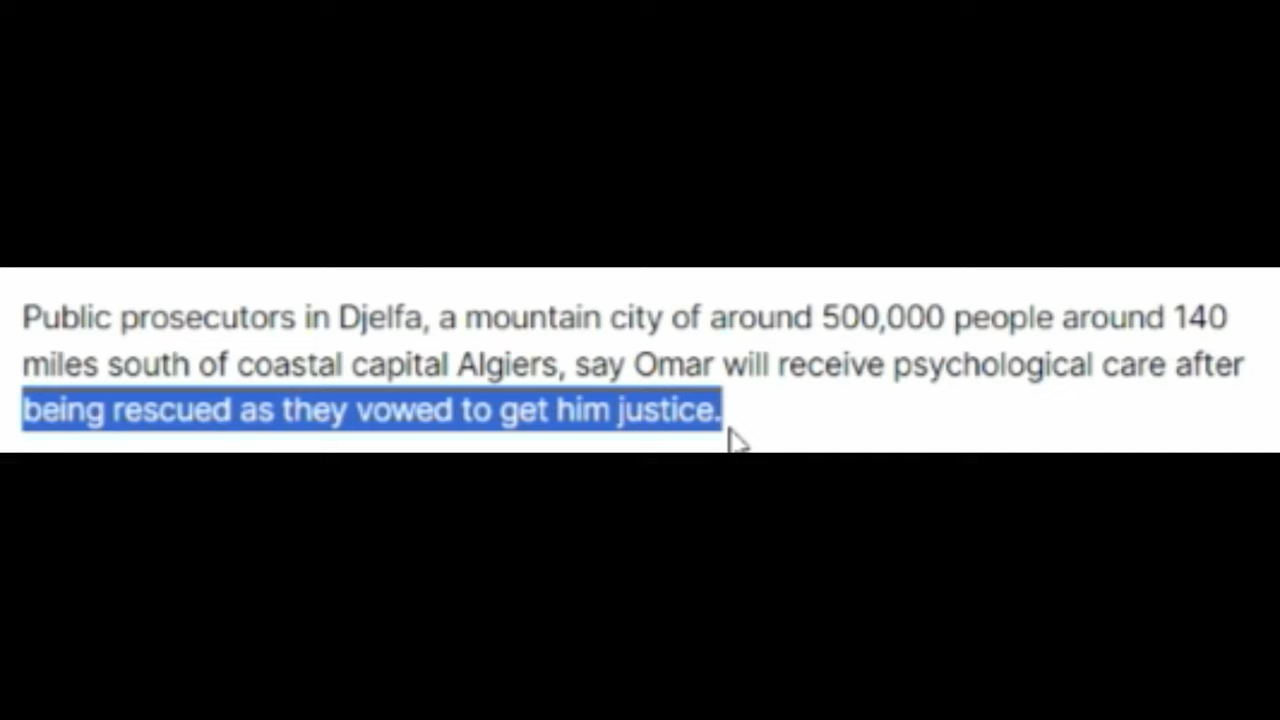 Public prosecutors in Djelfa, a mountain city of around 500,000 people around 140
miles south of coastal capital Algiers, say Omar will receive psychological care after
being rescued as they vowed to get him justice.